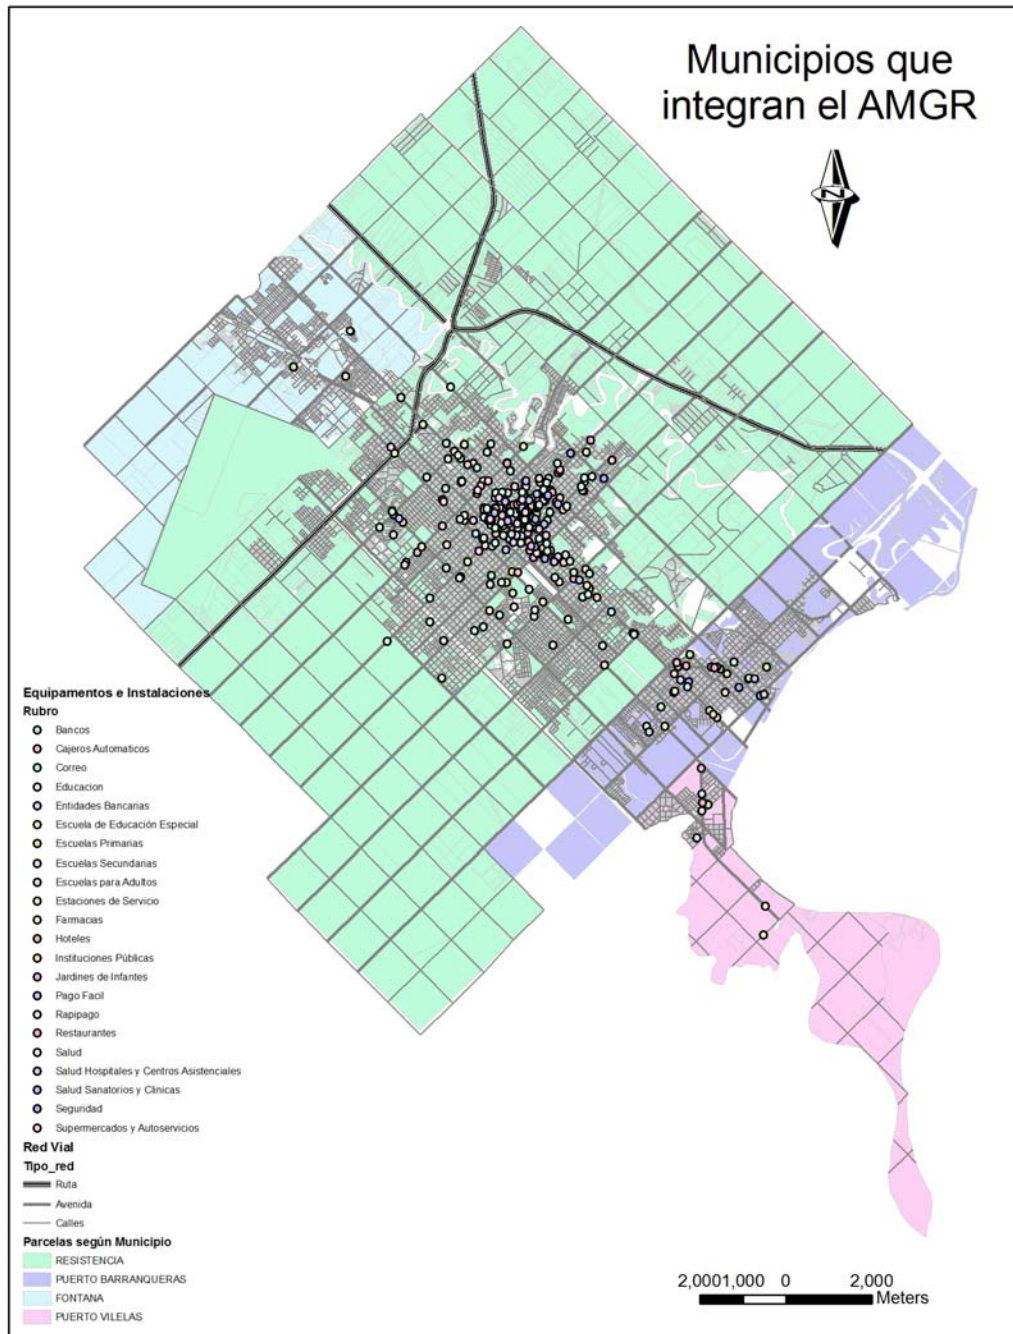 Municipios que
integran el AMGR
N
Equipamentos e Instalaciones
Rubro
Bancos
Cajeros Automaticos
Correo
Educacion
Entidades Bancarias
Escuela de Educación Especial
Escuelas Primarias
Escuelas Secundarias
Escuelas para Adultos
Estaciones de Servicio
Farmacias
Hoteles
Instituciones Públicas
Jardines de Infantes
Pago Facil
Rapipago
Restaurantes
Salud
Salud Hospitales y Centros Asistenciales
Salud Sanatorios y Clinicas
Seguridad
Supermercados y Autoservicios
Red Vial
Tipo_red
Ruta
Avenida
Calles
Parcelas según Municipio
RESISTENCIA
PUERTO BARRANQUERAS
FONTANA
PUERTO VILELAS
2,0001,000 0 2,000
Meters